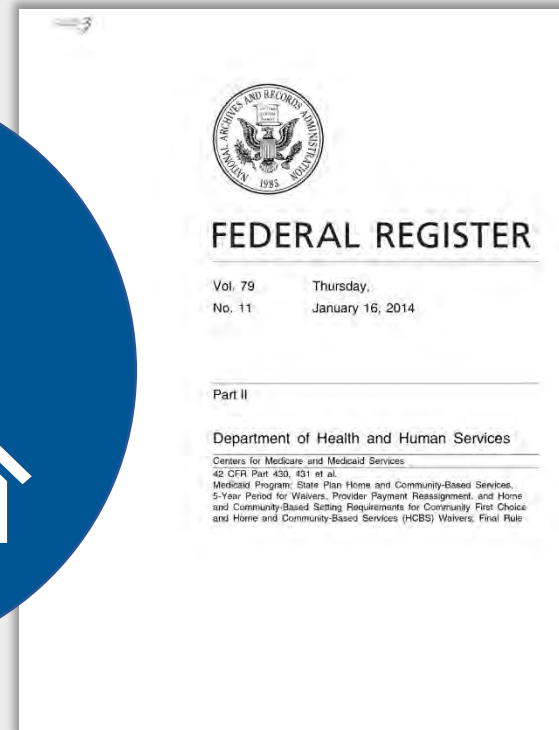 NATIONAL ARCHIVES AND RECORDS ADMINISTRATION
1985
FEDERAL REGISTER
Vol. 79 Thursday,
No. 11 January 16, 2014
Part II
Department of Health and Human Services
Centers for Medicare and Medicaid Services
42 CFR Part 430, 431 et al.
Medicaid Program; State Plan Home and Community-Based Services,
5-Year Period for Waivers, Provider Payment Reassignment, and Home
and Community-Based Setting Requirements for Community First Choice
and Home and Community-Based Services (HCBS) Waivers; Final Rule